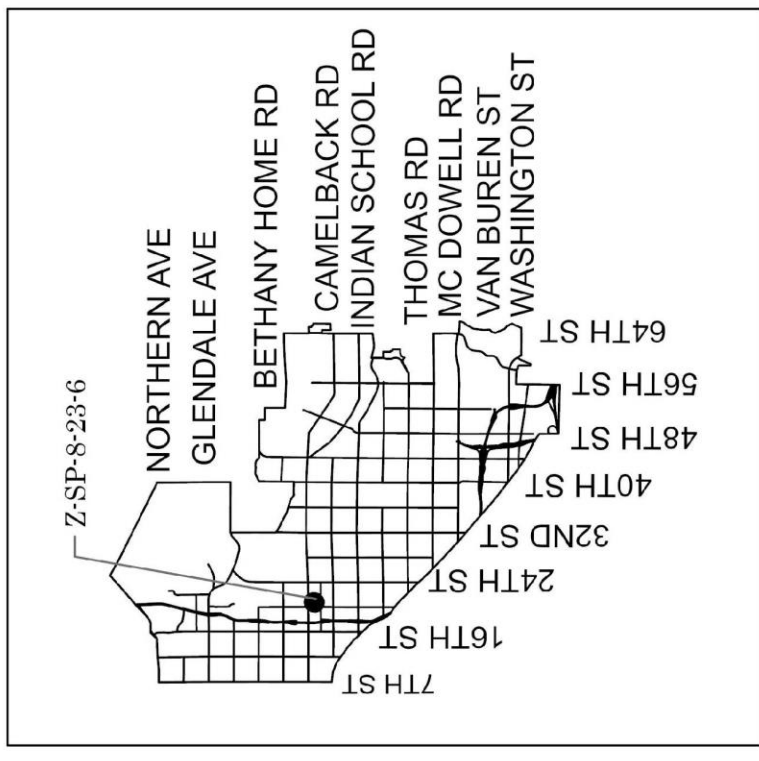 Z-SP-8-23-6
NORTHERN AVE
GLENDALE AVE
BETHANY HOME RD
CAMELBACK RD
INDIAN SCHOOL RD
THOMAS RD
MC DOWELL RD
VAN BUREN ST
WASHINGTON ST
64TH ST
56TH ST
48TH ST
40TH ST
32ND ST
24TH ST
16TH ST
7TH ST